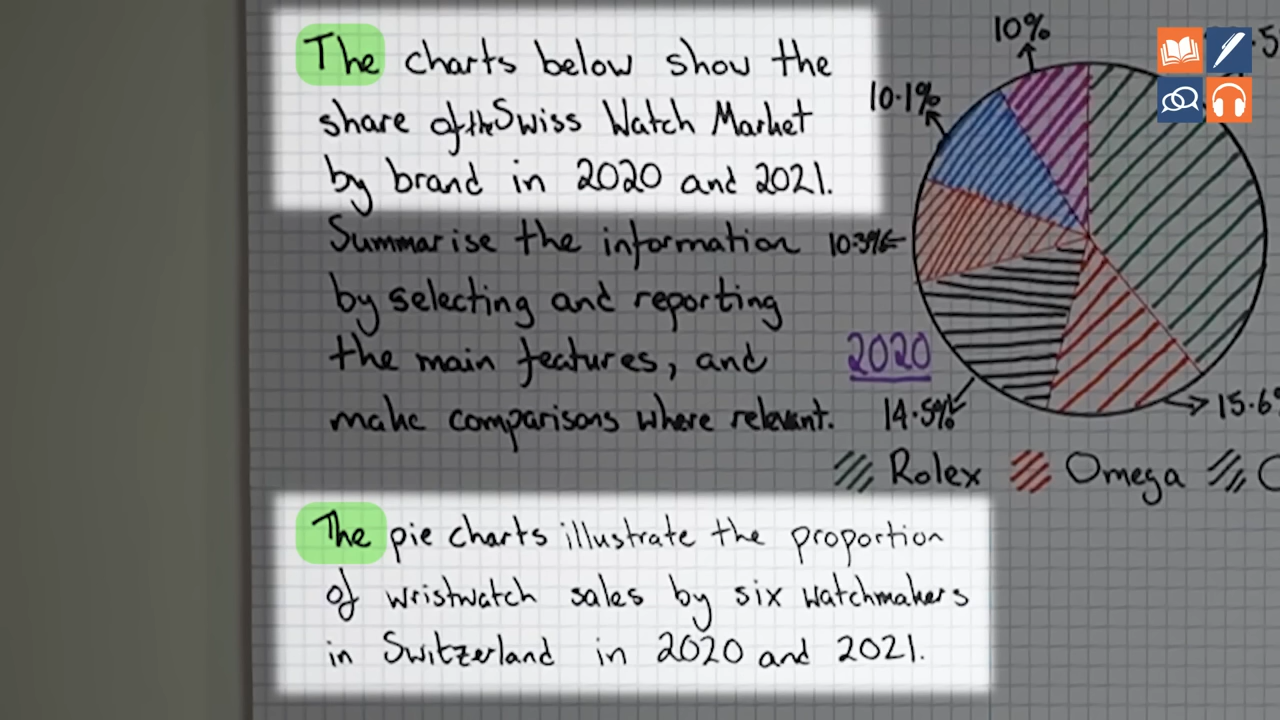 The charts below show the
share of the Swiss Watch Market
by brand in 2020 and 2021.
Summarise the information
by selecting and reporting
the main features, and
make comparisons where relevant.
10%
10.1%
10.3%
2020
14.5%
15.6%
Rolex Omega
The pie charts illustrate the proportion
of wristwatch sales by six watchmakers
in Switzerland in 2020 and 2021.